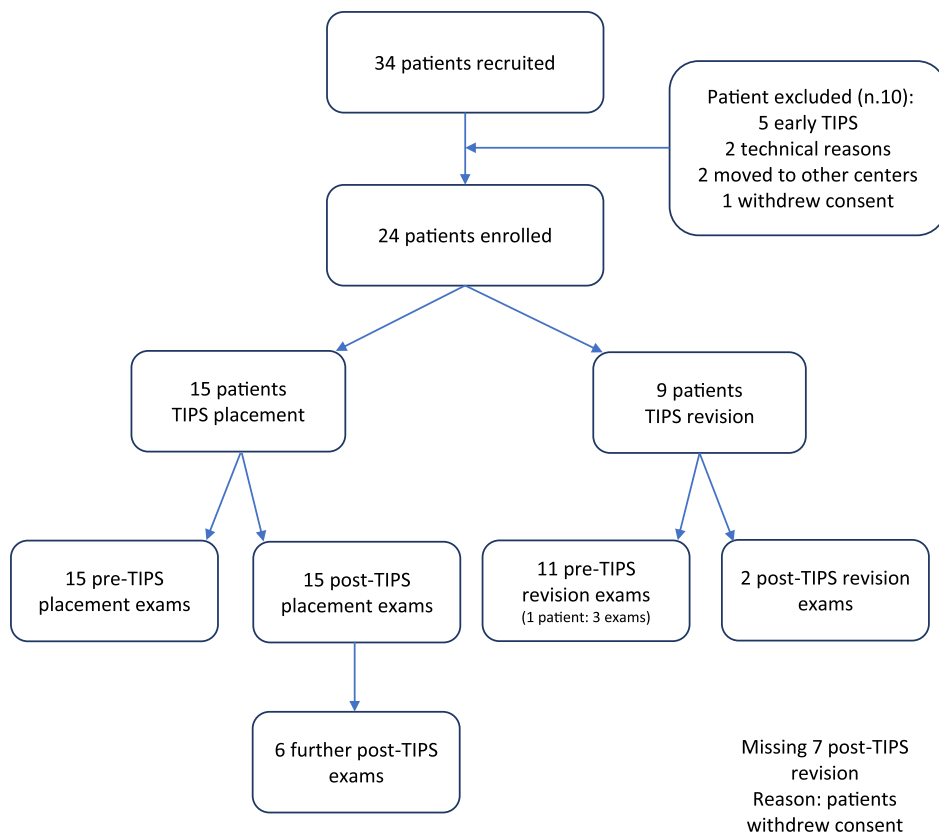 34 patients recruited
Patient excluded (n.10):
5 early TIPS
2 technical reasons
2 moved to other centers
1 withdrew consent
24 patients enrolled
15 patients
TIPS placement
9 patients
TIPS revision
15 pre-TIPS
placement exams
15 post-TIPS
placement exams
11 pre-TIPS
revision exams
(1 patient: 3 exams)
2 post-TIPS revision
exams
6 further post-TIPS
exams
Missing 7 post-TIPS
revision
Reason: patients
withdrew consent